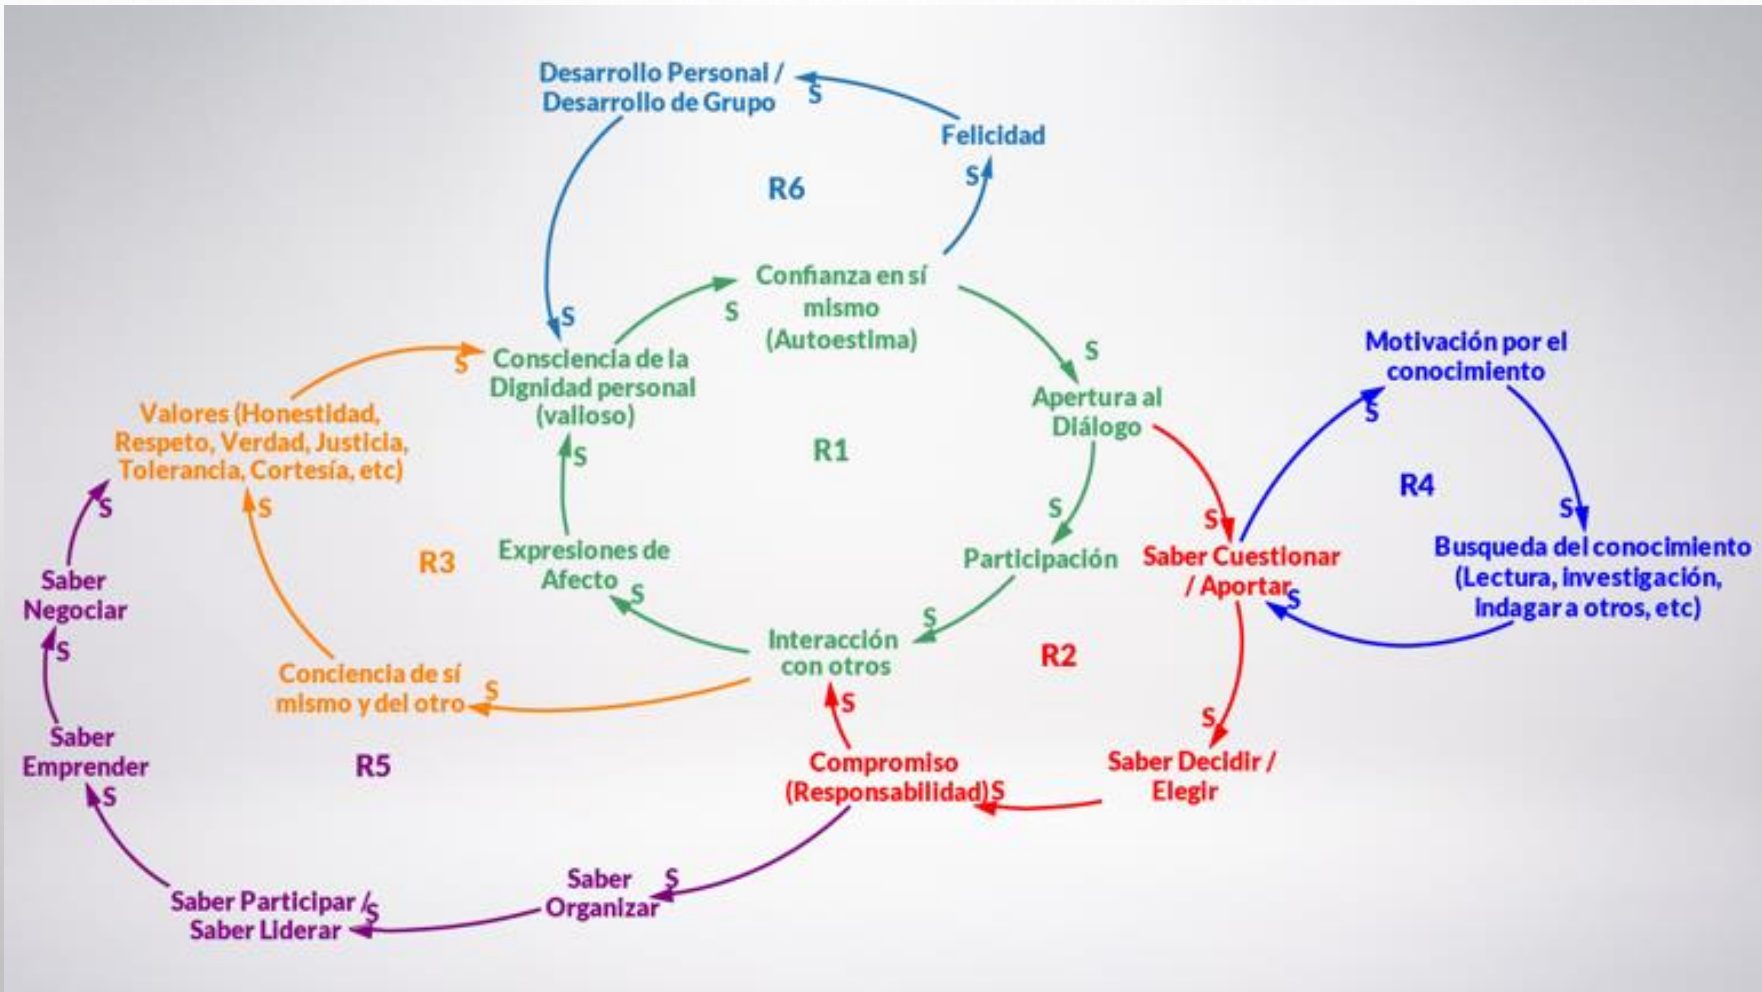 Desarrollo Personal /
Desarrollo de Grupo
S
Felicidad
S
R6
Confianza en sí
mismo
(Autoestima)
S
S
Consciencia de la
Dignidad personal
(valioso)
S
S
Apertura al
Diálogo
R1
Motivación por el
conocimiento
S
R4
S
Busqueda del conocimiento
(Lectura, investigación,
indagar a otros, etc)
S
Valores (Honestidad,
Respeto, Verdad, Justicia,
Tolerancia, Cortesía, etc)
S
S
S
R3
Expresiones de
Afecto
S
S
Participación
S
Saber Cuestionar
/ Aportar
S
Saber
Negociar
S
Interacción
con otros
S
R2
Conciencia de sí
mismo y del otro
S
S
S
Saber
Emprender
S
R5
Compromiso
(Responsabilidad)
S
Saber Decidir /
Elegir
Saber
Organizar
S
Saber Participar /
Saber Liderar
S